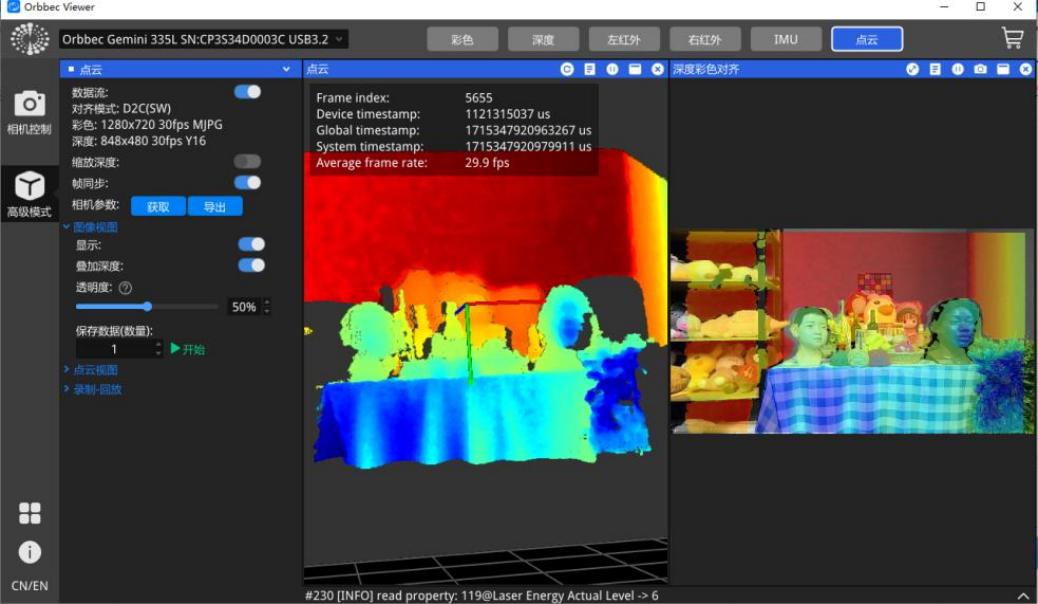 Orbbec Viewer
Orbbec Gemini 335L SN:CP3S34D0003C USB3.2
彩色
深度
左红外
右红外
IMU
点云
相机控制
高级模式
CN/EN
点云
数据流:
对齐模式: D2C(SW)
彩色: 1280x720 30fps MJPG
深度: 848x480 30fps Y16
缩放深度:
帧同步:
相机参数:
获取
导出
图像视图
显示:
叠加深度:
透明度: ?
50%
保存数据(数量):
1
开始
点云视图
录制-回放
点云
Frame index: 5655
Device timestamp: 1121315037 us
Global timestamp: 1715347920963267 us
System timestamp: 1715347920979911 us
Average frame rate: 29.9 fps
深度彩色对齐
#230 [INFO] read property: 119@Laser Energy Actual Level -> 6